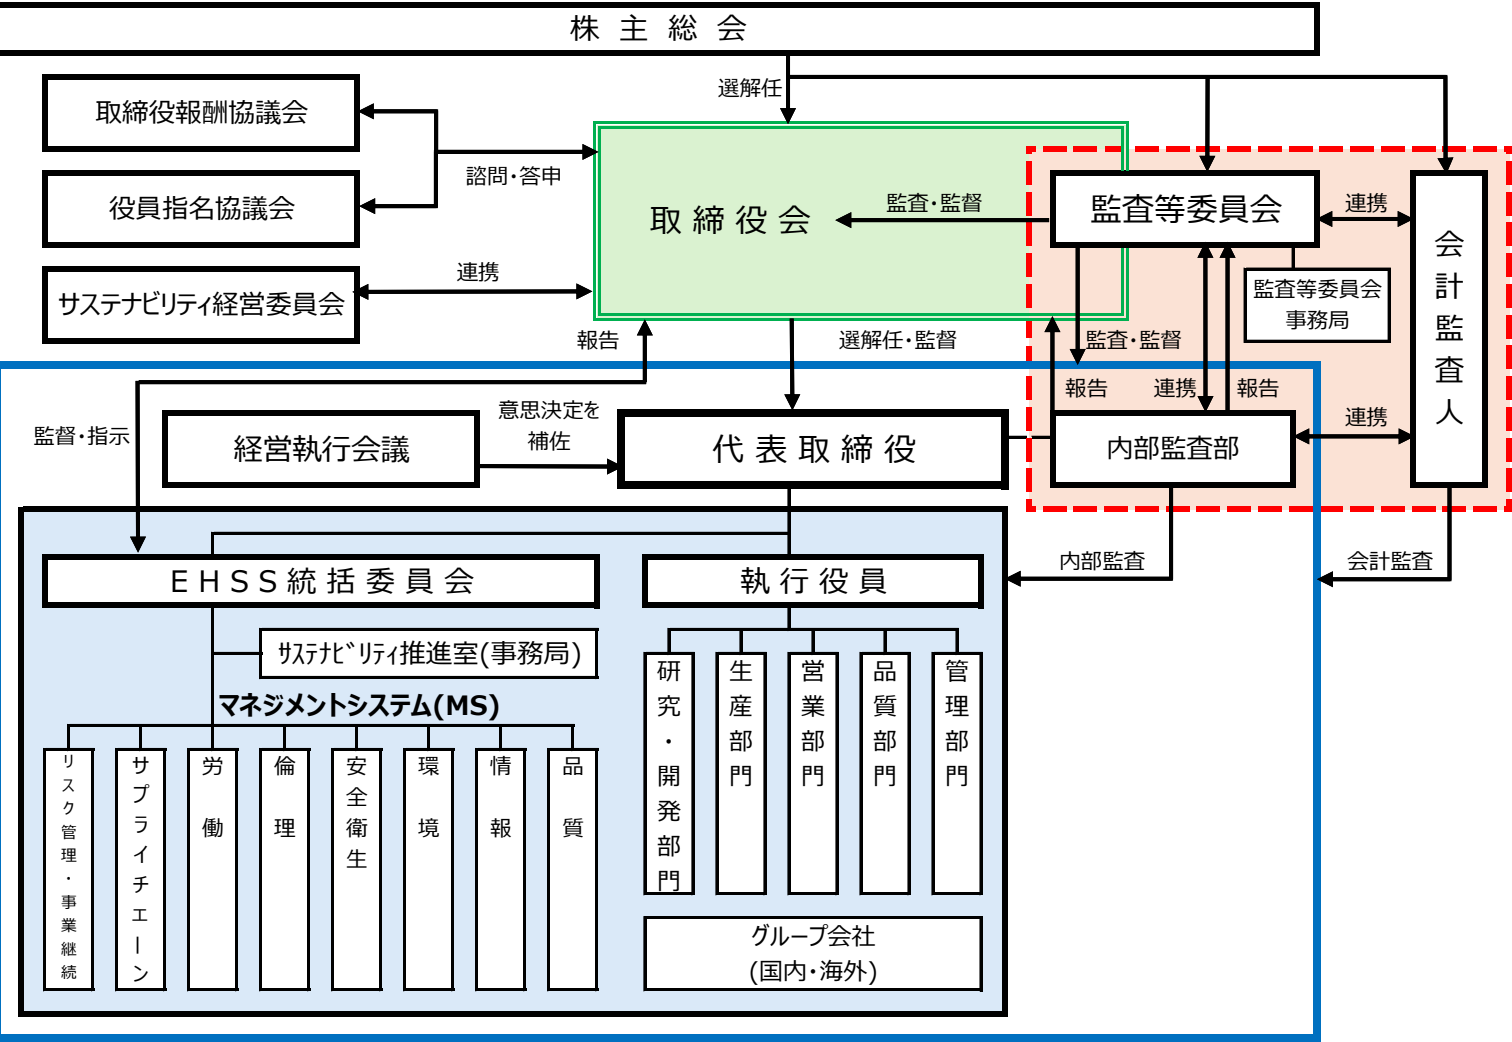 株主総会
選解任
取締役報酬協議会
諮問・答申
役員指名協議会
サステナビリティ経営委員会
連携
取締役会
監査・監督
監査等委員会
連携
会計監査人
監査等委員会
事務局
報告
選解任・監督
監査・監督
報告
連携
報告
監督・指示
経営執行会議
意思決定を
補佐
代表取締役
内部監査部
連携
内部監査
会計監査
EHSS統括委員会
執行役員
ｻｽﾃﾅﾋﾞﾘﾃｨ推進室(事務局)
マネジメントシステム(MS)
リスク管理・事業継続
サプライチェーン
労働
倫理
安全衛生
環境
情報
品質
研究・開発部門
生産部門
営業部門
品質部門
管理部門
グループ会社
(国内・海外)